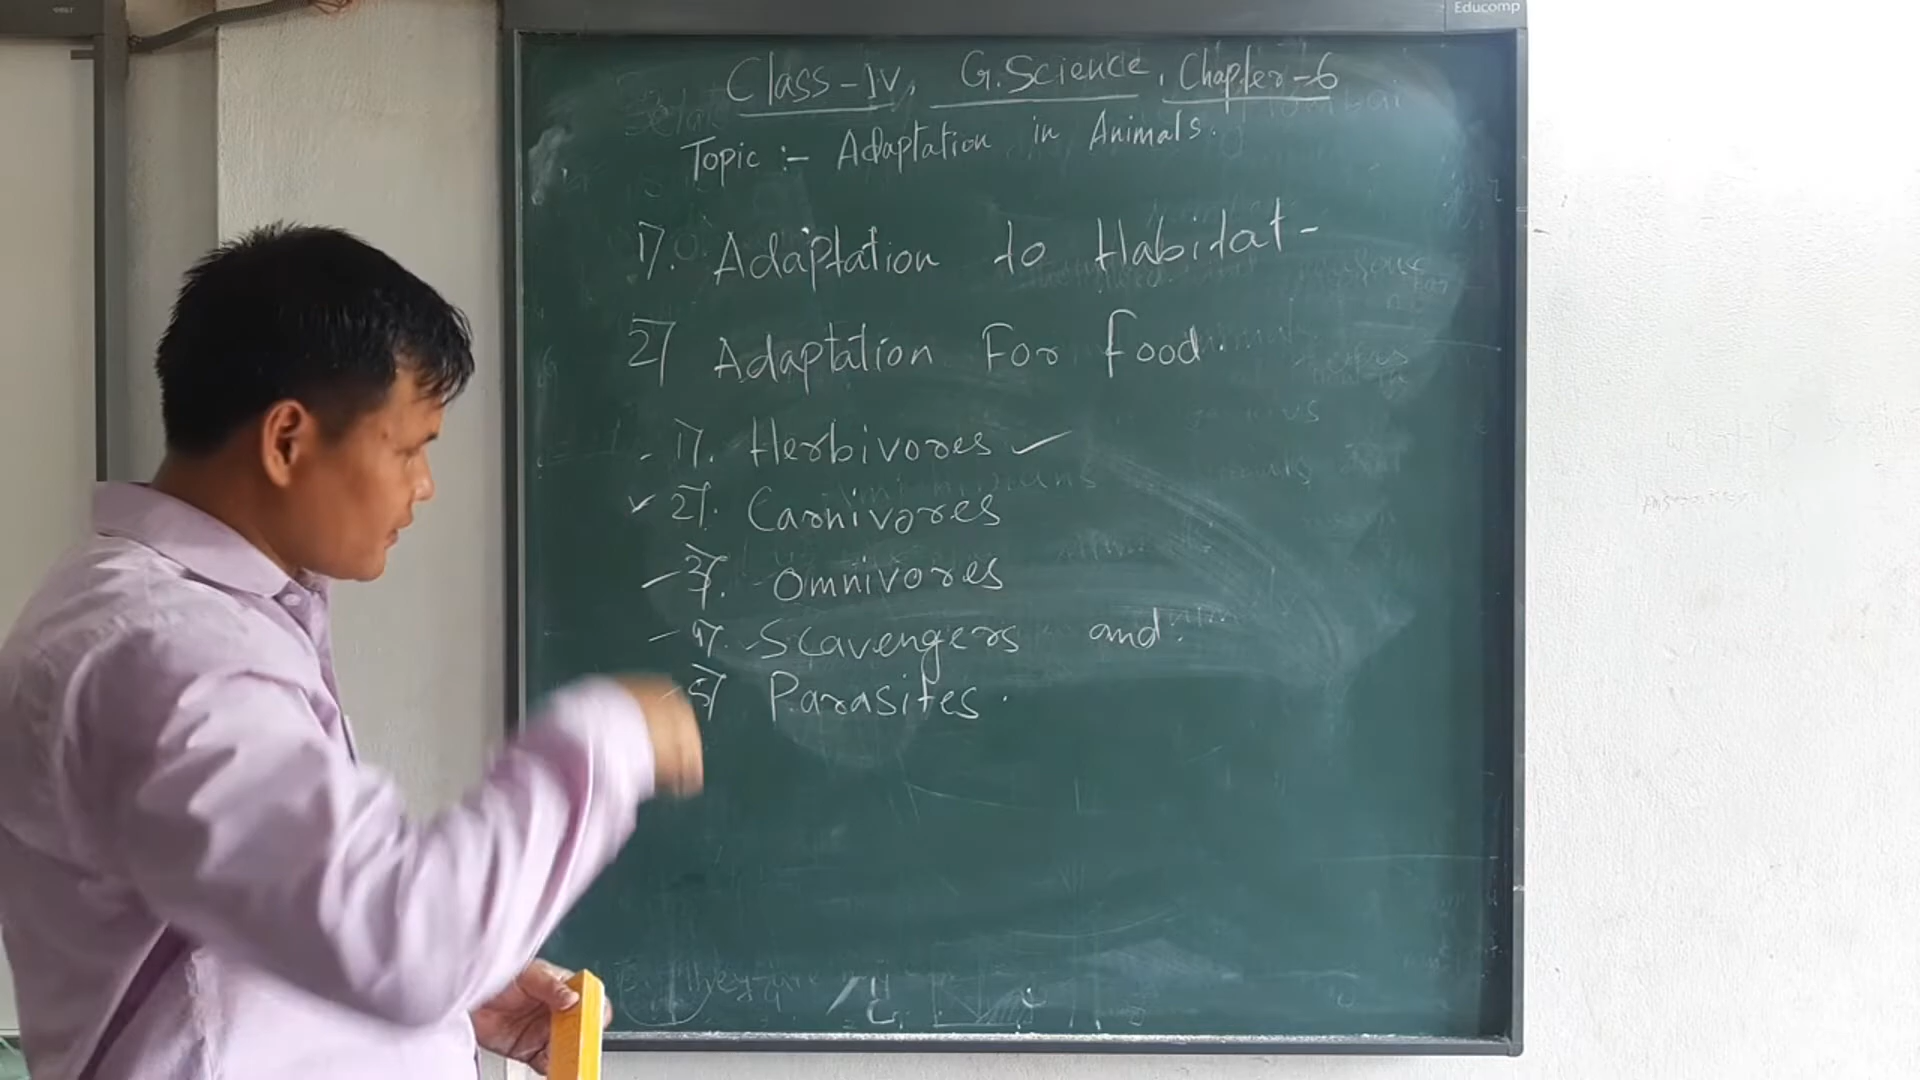 Educomp
Class-IV, G.Science, Chapter-6
Topic :- Adaptation in Animals.
1). Adaptation to Habitat-
2) Adaptation For food.
- 1). Herbivores ✓
✓ 2). Carnivores
- 3). Omnivores
- 4). Scavengers and.
- 5) Parasites.